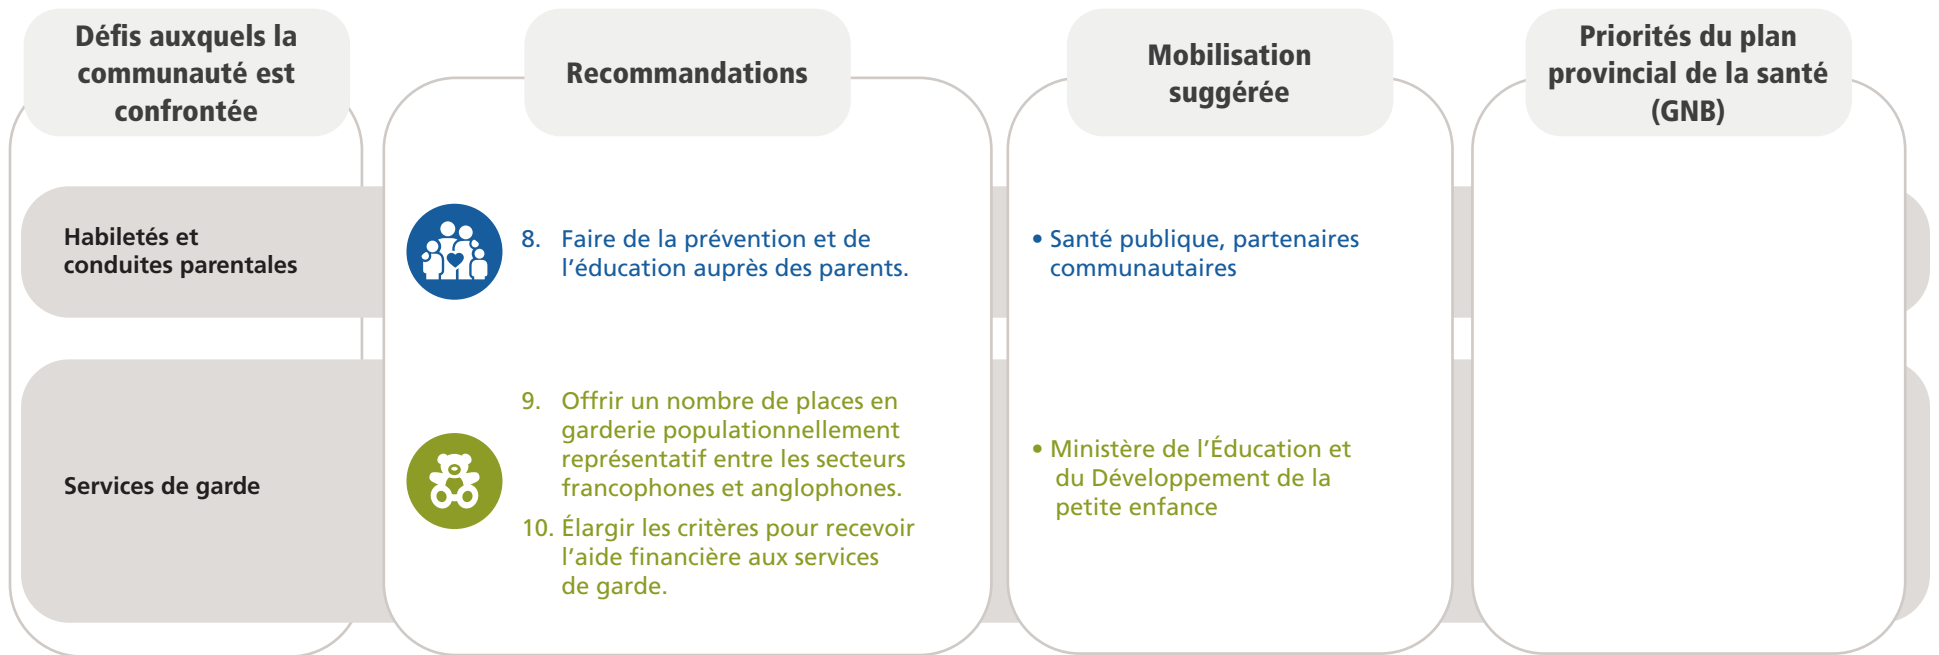 Défis auxquels la
communauté est
confrontée
Recommandations
Mobilisation
suggérée
Priorités du plan
provincial de la santé
(GNB)
Habiletés et
conduites parentales
8. Faire de la prévention et de
l’éducation auprès des parents.
• Santé publique, partenaires
communautaires
Services de garde
9. Offrir un nombre de places en
garderie populationnellement
représentatif entre les secteurs
francophones et anglophones.
10. Élargir les critères pour recevoir
l’aide financière aux services
de garde.
• Ministère de l’Éducation et
du Développement de la
petite enfance